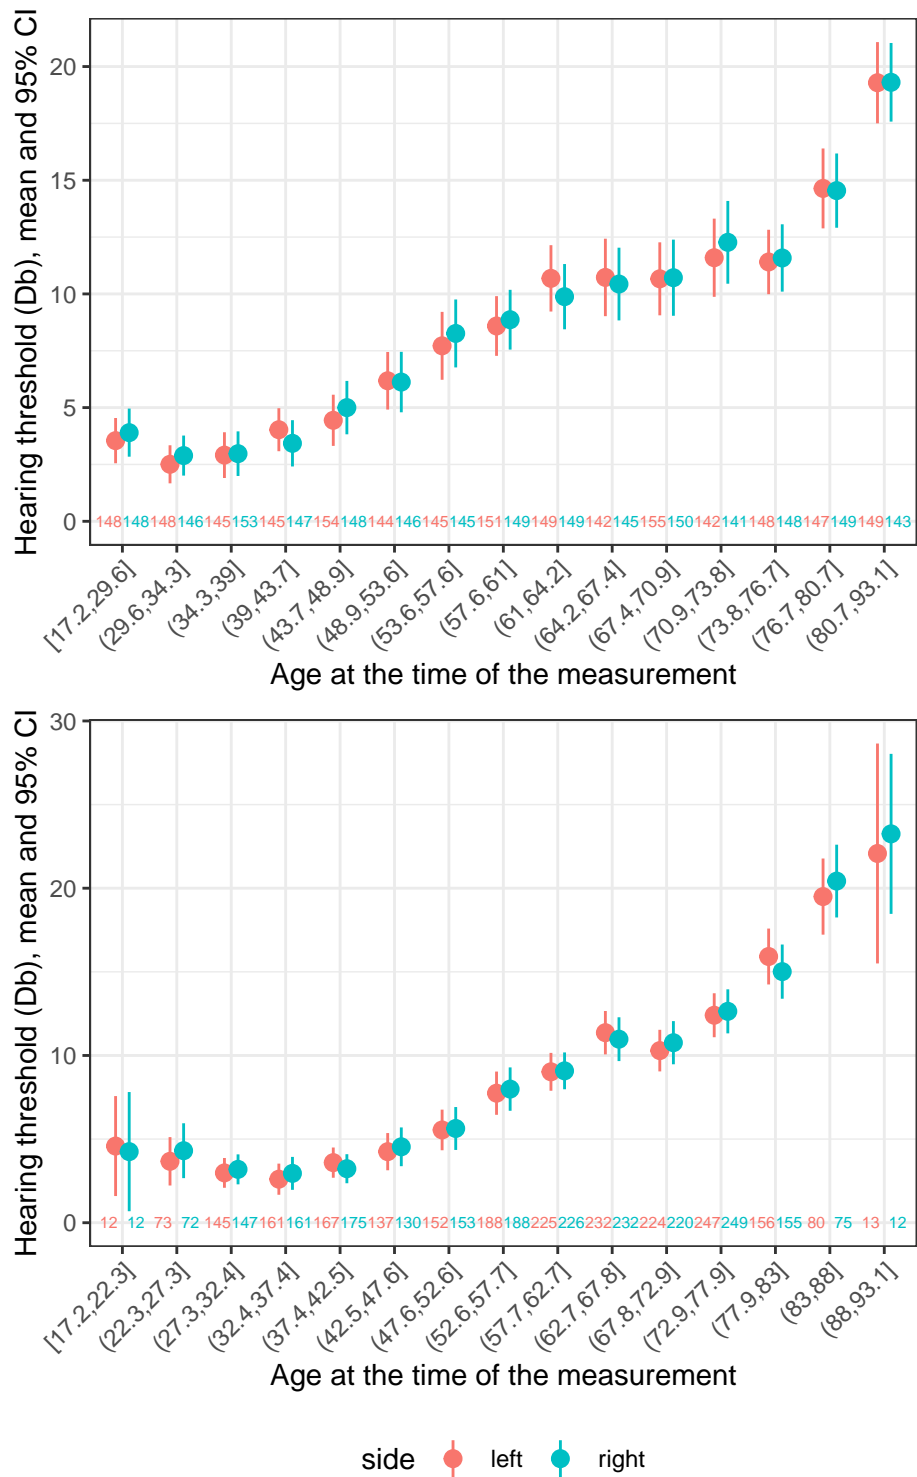 Hearing threshold (Db), mean and 95% CI
20
15
10
5
0
148 148 148 146 145 153 145 147 154 148 144 146 145 145 151 149 149 149 142 145 155 150 142 141 148 148 147 149 149 143
[17.2,29.6] (29.6,34.3] (34.3,39] (39,43.7] (43.7,48.9] (48.9,53.6] (53.6,57.6] (57.6,61] (61,64.2] (64.2,67.4] (67.4,70.9] (70.9,73.8] (73.8,76.7] (76.7,80.7] (80.7,93.1]
Age at the time of the measurement
Hearing threshold (Db), mean and 95% CI
30
20
10
0
12 12 73 72 145 147 161 161 167 175 137 130 152 153 188 188 225 226 232 232 224 220 247 249 156 155 80 75 13 12
[17.2,22.3] (22.3,27.3] (27.3,32.4] (32.4,37.4] (37.4,42.5] (42.5,47.6] (47.6,52.6] (52.6,57.7] (57.7,62.7] (62.7,67.8] (67.8,72.9] (72.9,77.9] (77.9,83] (83,88] (88,93.1]
Age at the time of the measurement
side left right